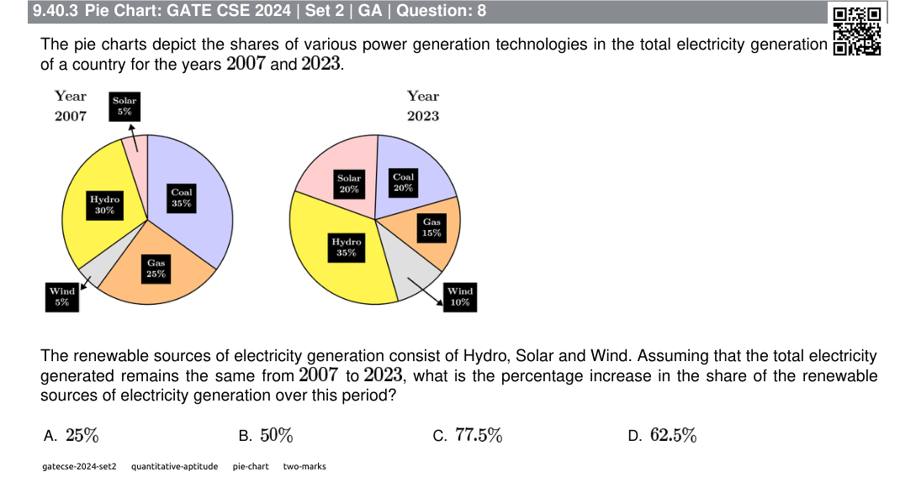 9.40.3 Pie Chart: GATE CSE 2024 | Set 2 | GA | Question: 8
The pie charts depict the shares of various power generation technologies in the total electricity generation
of a country for the years 2007 and 2023.
Year
2007
Solar
5%
Coal
35%
Hydro
30%
Gas
25%
Wind
5%
Year
2023
Solar
20%
Coal
20%
Gas
15%
Hydro
35%
Wind
10%
The renewable sources of electricity generation consist of Hydro, Solar and Wind. Assuming that the total electricity
generated remains the same from 2007 to 2023, what is the percentage increase in the share of the renewable
sources of electricity generation over this period?
A. 25% B. 50% C. 77.5% D. 62.5%
gatecse-2024-set2 quantitative-aptitude pie-chart two-marks